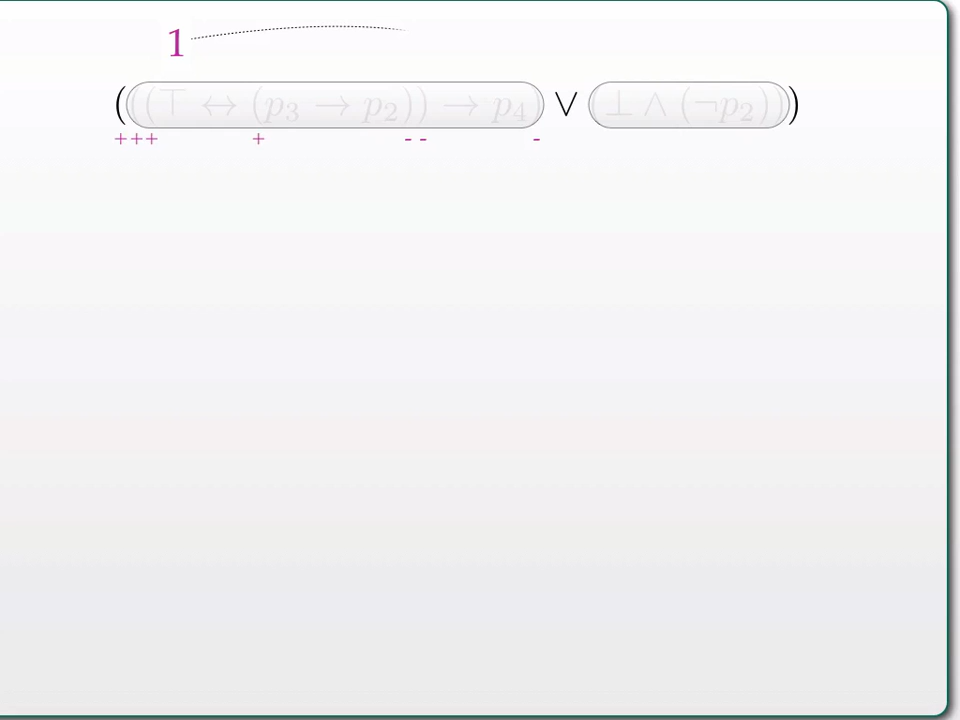 1
(((⊤ ↔ (p₃ → p₂)) → p₄) ∨ (⊥ ∧ (¬p₂)))
+++ + -- -